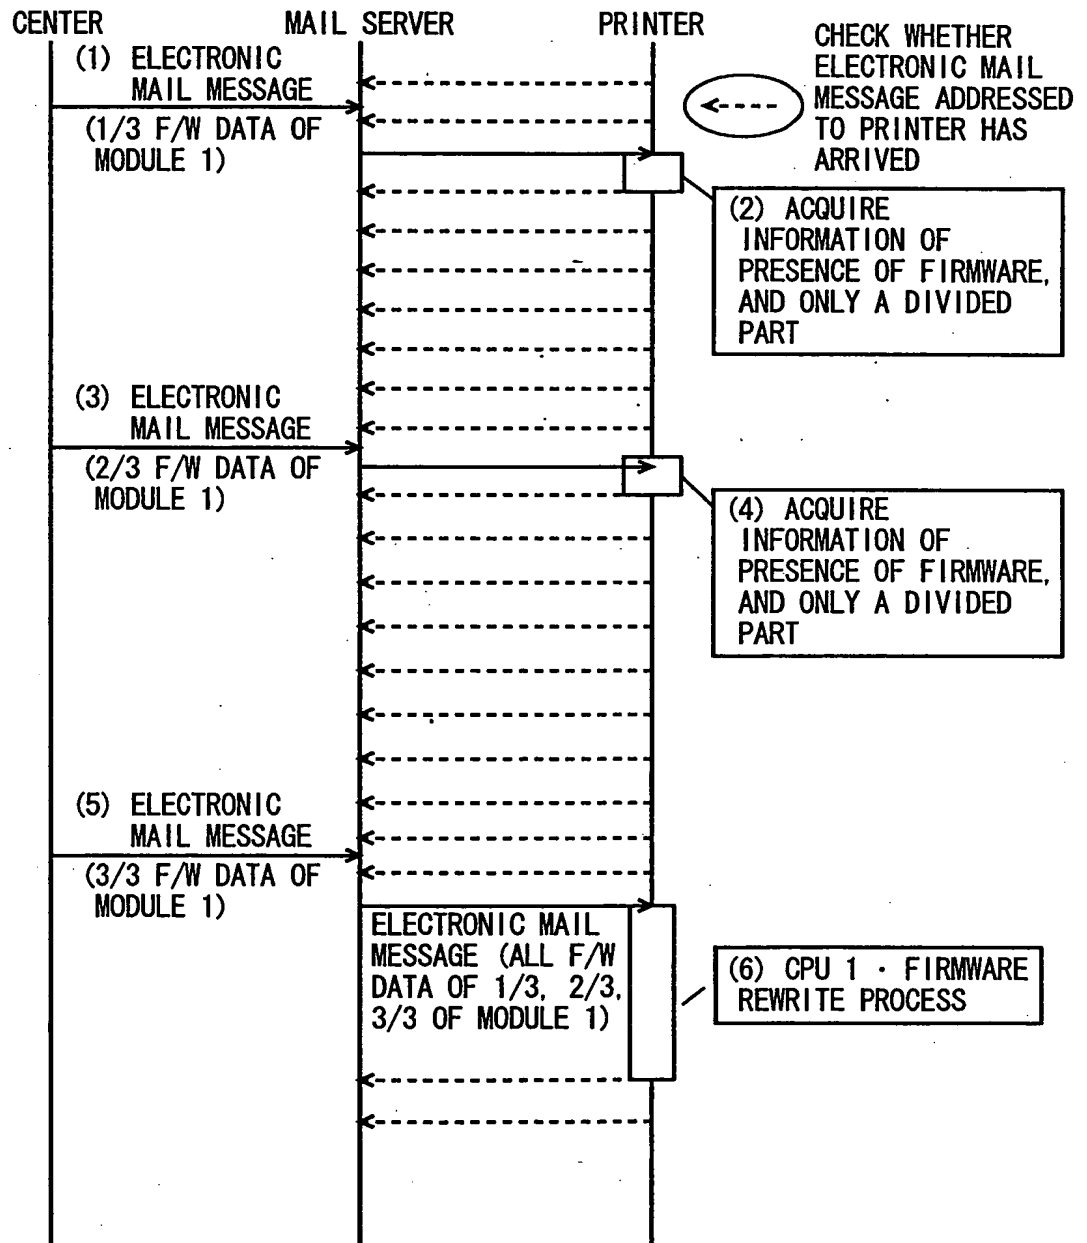 CENTER
MAIL SERVER
PRINTER
CHECK WHETHER
ELECTRONIC MAIL
MESSAGE ADDRESSED
TO PRINTER HAS
ARRIVED
(1) ELECTRONIC
MAIL MESSAGE
(1/3 F/W DATA OF
MODULE 1)
(2) ACQUIRE
INFORMATION OF
PRESENCE OF FIRMWARE,
AND ONLY A DIVIDED
PART
(3) ELECTRONIC
MAIL MESSAGE
(2/3 F/W DATA OF
MODULE 1)
(4) ACQUIRE
INFORMATION OF
PRESENCE OF FIRMWARE,
AND ONLY A DIVIDED
PART
(5) ELECTRONIC
MAIL MESSAGE
(3/3 F/W DATA OF
MODULE 1)
ELECTRONIC MAIL
MESSAGE (ALL F/W
DATA OF 1/3, 2/3,
3/3 OF MODULE 1)
(6) CPU 1 · FIRMWARE
REWRITE PROCESS